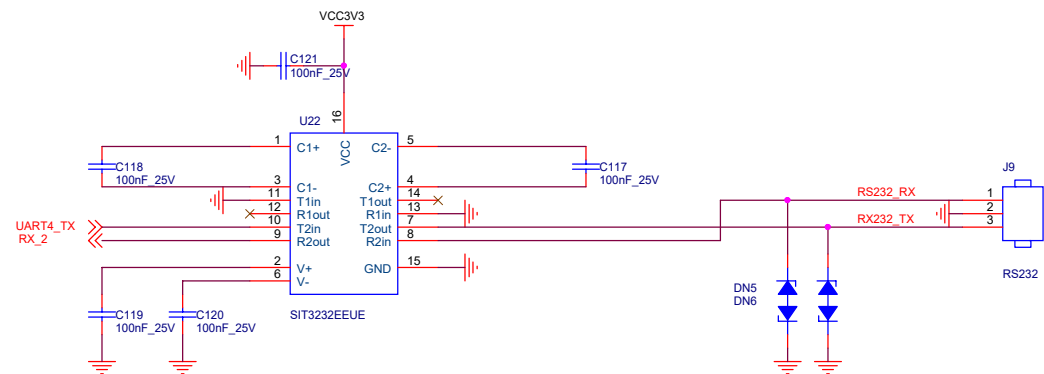 VCC3V3
C121
100nF_25V
U22
16
VCC
1 C1+ C2- 5
C118
100nF_25V
C117
100nF_25V
3 C1- C2+ 4
11 T1in T1out 14
12 R1out R1in 13
UART4_TX 10 T2in T2out 7
RX_2 9 R2out R2in 8
2 V+ GND 15
6 V-
C119
100nF_25V
C120
100nF_25V
SIT3232EEUE
J9
RS232_RX 1
2
RX232_TX 3
RS232
DN5
DN6